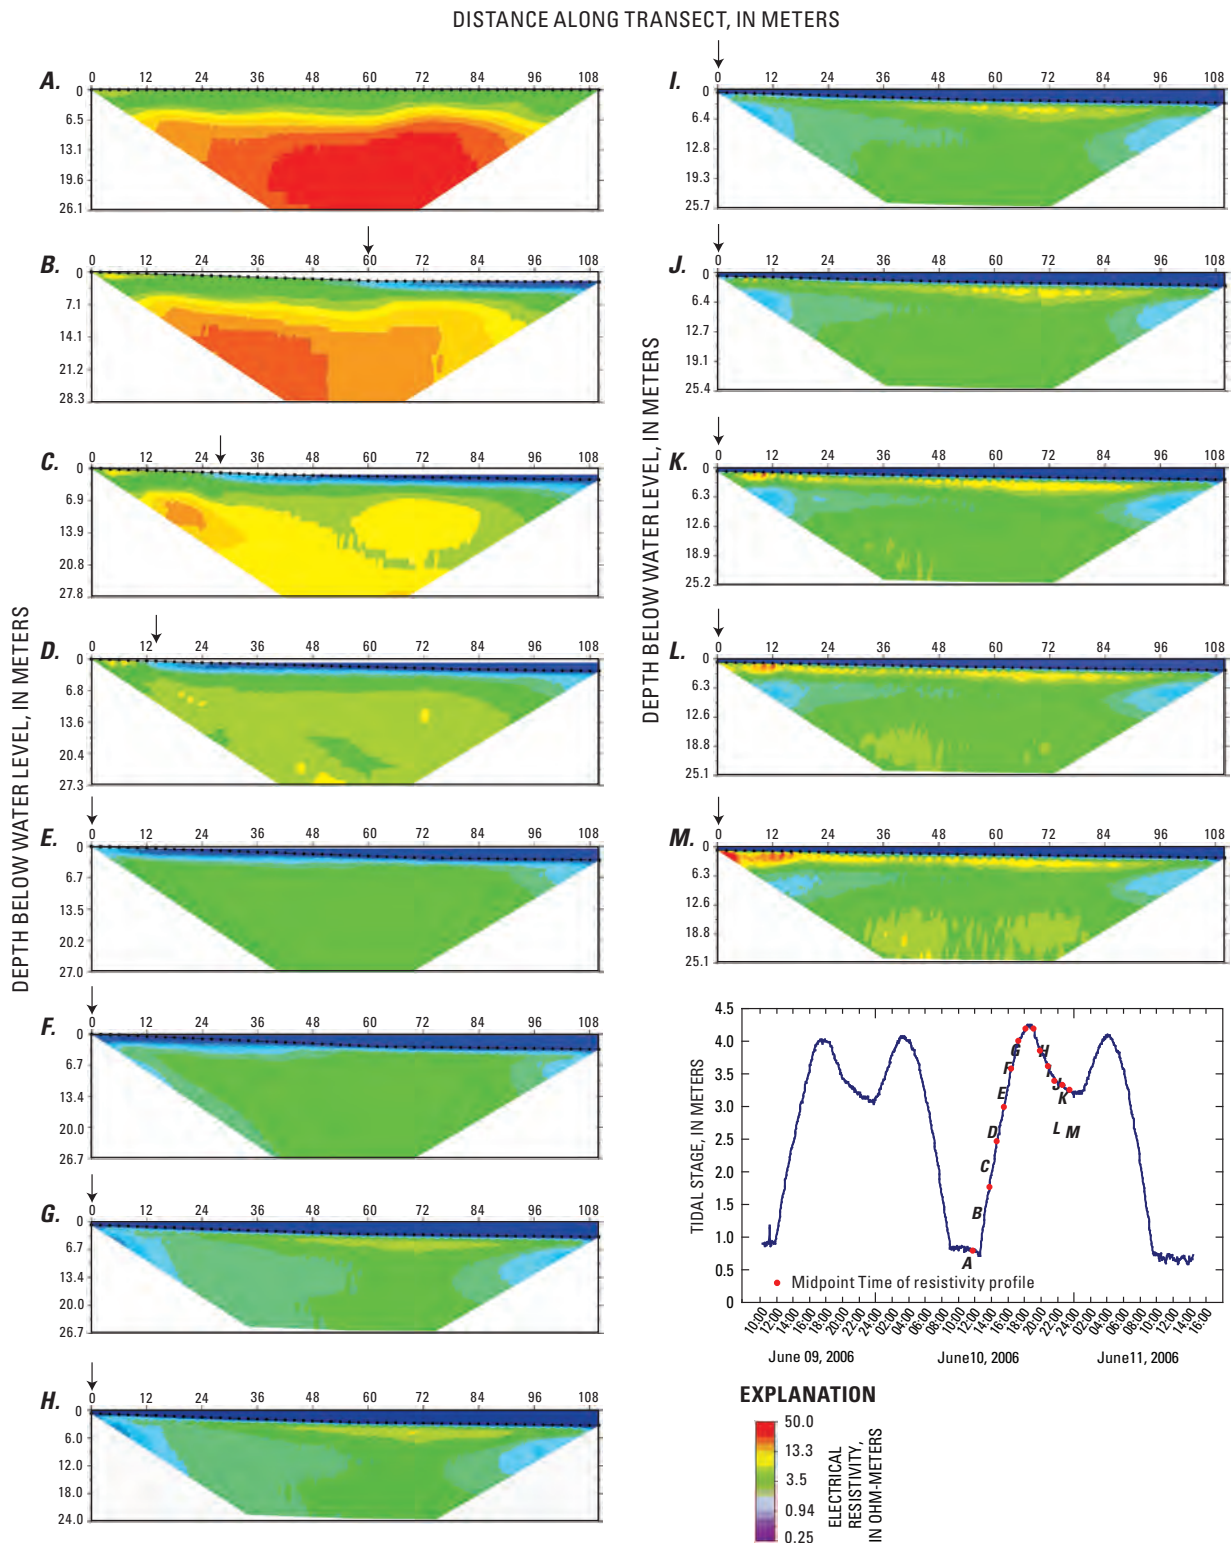 DISTANCE ALONG TRANSECT, IN METERS
DEPTH BELOW WATER LEVEL, IN METERS
A.
0 12 24 36 48 60 72 84 96 108
0
6.5
13.1
19.6
26.1
B.
0 12 24 36 48 60 72 84 96 108
0
7.1
14.1
21.2
28.3
C.
0 12 24 36 48 60 72 84 96 108
0
6.9
13.9
20.8
27.8
D.
0 12 24 36 48 60 72 84 96 108
0
6.8
13.6
20.4
27.3
E.
0 12 24 36 48 60 72 84 96 108
0
6.7
13.5
20.2
27.0
F.
0 12 24 36 48 60 72 84 96 108
0
6.7
13.4
20.0
26.7
G.
0 12 24 36 48 60 72 84 96 108
0
6.7
13.4
20.0
26.7
H.
0 12 24 36 48 60 72 84 96 108
0
6.0
12.0
18.0
24.0
DEPTH BELOW WATER LEVEL, IN METERS
I.
0 12 24 36 48 60 72 84 96 108
0
6.4
12.8
19.3
25.7
J.
0 12 24 36 48 60 72 84 96 108
0
6.4
12.7
19.1
25.4
K.
0 12 24 36 48 60 72 84 96 108
0
6.3
12.6
18.9
25.2
L.
0 12 24 36 48 60 72 84 96 108
0
6.3
12.6
18.8
25.1
M.
0 12 24 36 48 60 72 84 96 108
0
6.3
12.6
18.8
25.1
TIDAL STAGE, IN METERS
4.5
4.0
3.5
3.0
2.5
2.0
1.5
1.0
0.5
0
A
B
C
D
E
F
G
H
I
J
K
L
M
Midpoint Time of resistivity profile
10:00 12:00 14:00 16:00 18:00 20:00 22:00 24:00 02:00 04:00 06:00 08:00 10:00 12:00 14:00 16:00 18:00 20:00 22:00 24:00 02:00 04:00 06:00 08:00 10:00 12:00 14:00 16:00
June 09, 2006 June10, 2006 June11, 2006
EXPLANATION
50.0
13.3
3.5
0.94
0.25
ELECTRICAL
RESISTIVITY,
IN OHM-METERS